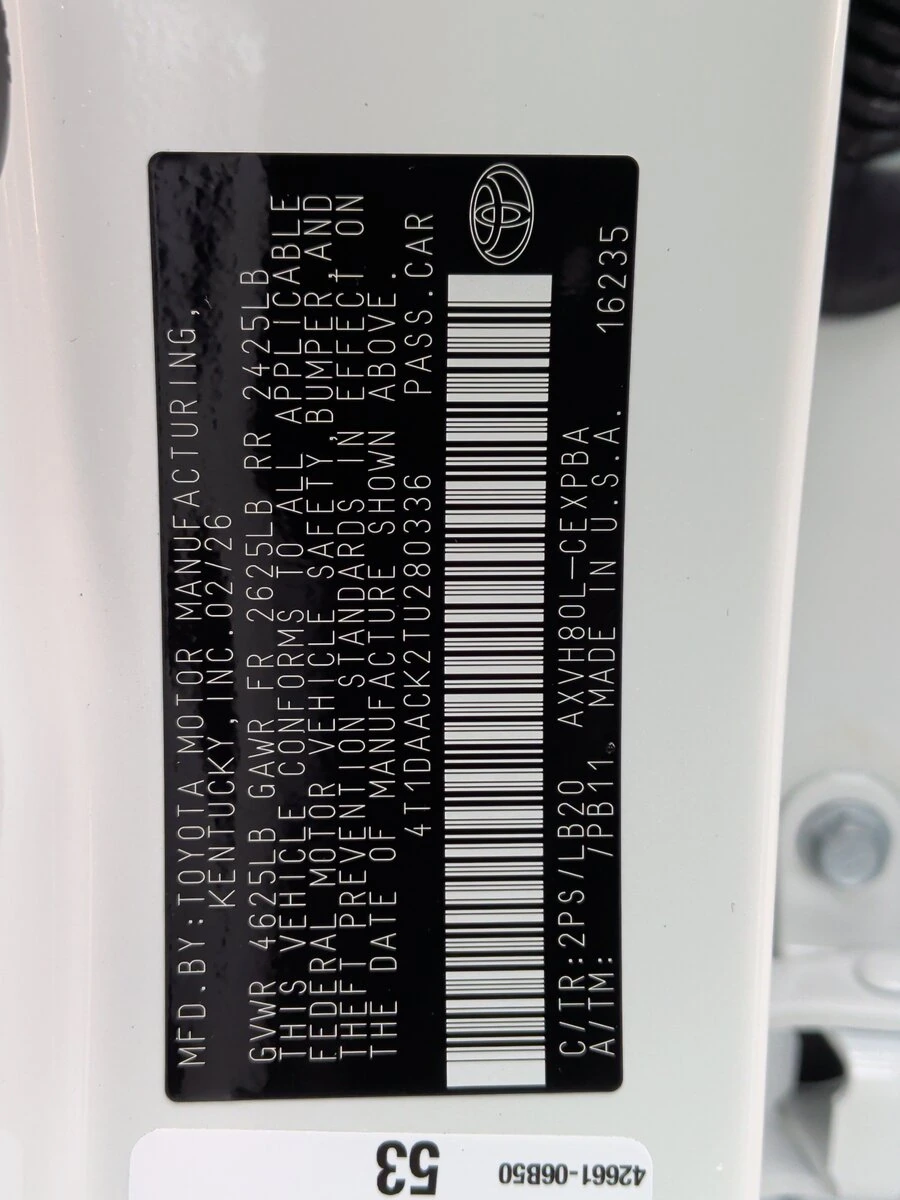 MFD.BY:TOYOTA MOTOR MANUFACTURING,
KENTUCKY,INC.02/26
GVWR 4625LB GAWR FR 2625LB RR 2425LB
THIS VEHICLE CONFORMS TO ALL APPLICABLE
FEDERAL MOTOR VEHICLE SAFETY,BUMPER,AND
THEFT PREVENTION STANDARDS IN EFFECT ON
THE DATE OF MANUFACTURE SHOWN ABOVE.
4T1DAACK2TU280336 PASS.CAR
C/TR:2PS/LB20 AXVH80L-CEXPBA
A/TM: /PB11. MADE IN U.S.A. 16235
53
42661-06B50